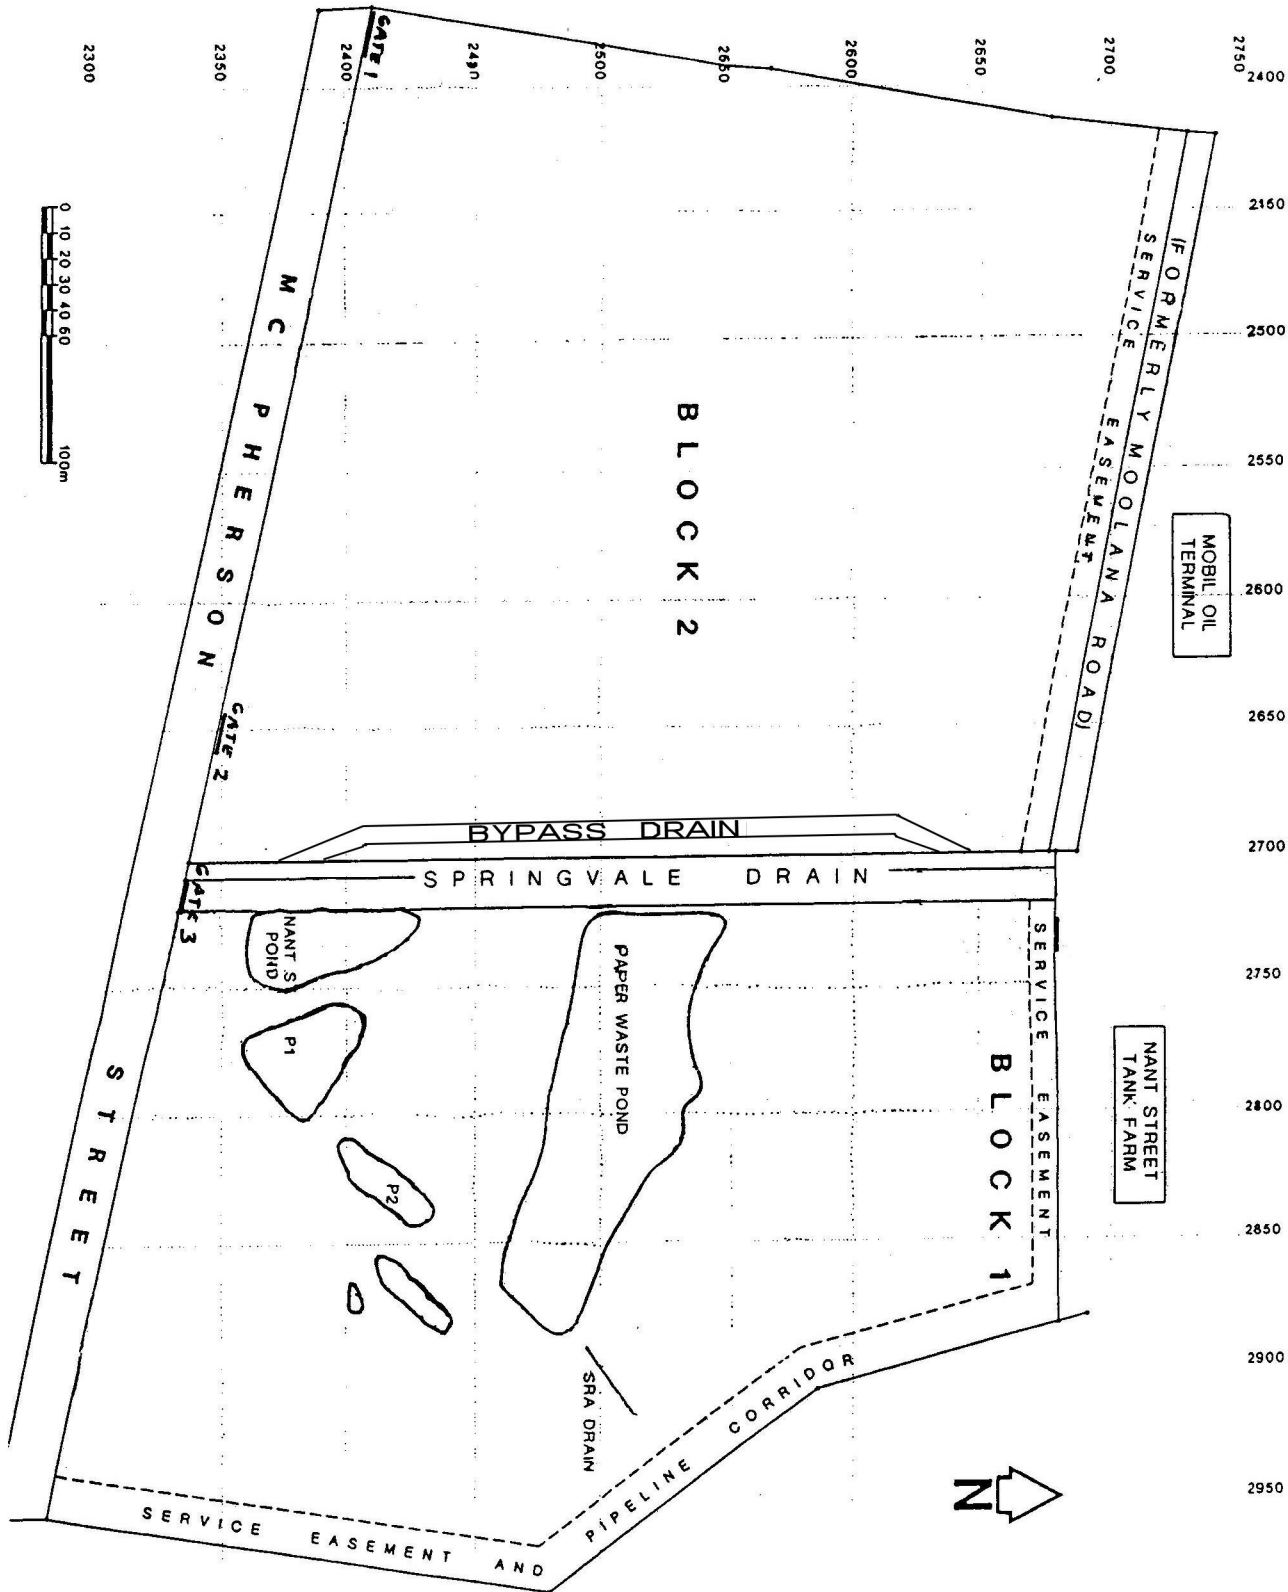 2300
2350
2400
2490
2500
2650
2600
2650
2700
2750
2400
2150
2500
2550
2600
2650
2700
2750
2800
2850
2900
2950
GATE 1
(FORMERLY MOOLANA ROAD)
SERVICE EASEMENT
MOBIL OIL
TERMINAL
0 10 20 30 40 50 100m
MC PHERSON STREET
BLOCK 2
GATE 2
BYPASS DRAIN
SPRINGVALE DRAIN
GATE 3
NANT S
POND
P1
P2
PAPER WASTE POND
SERVICE EASEMENT
BLOCK 1
NANT STREET
TANK FARM
SRA DRAIN
SERVICE EASEMENT AND PIPELINE CORRIDOR
N